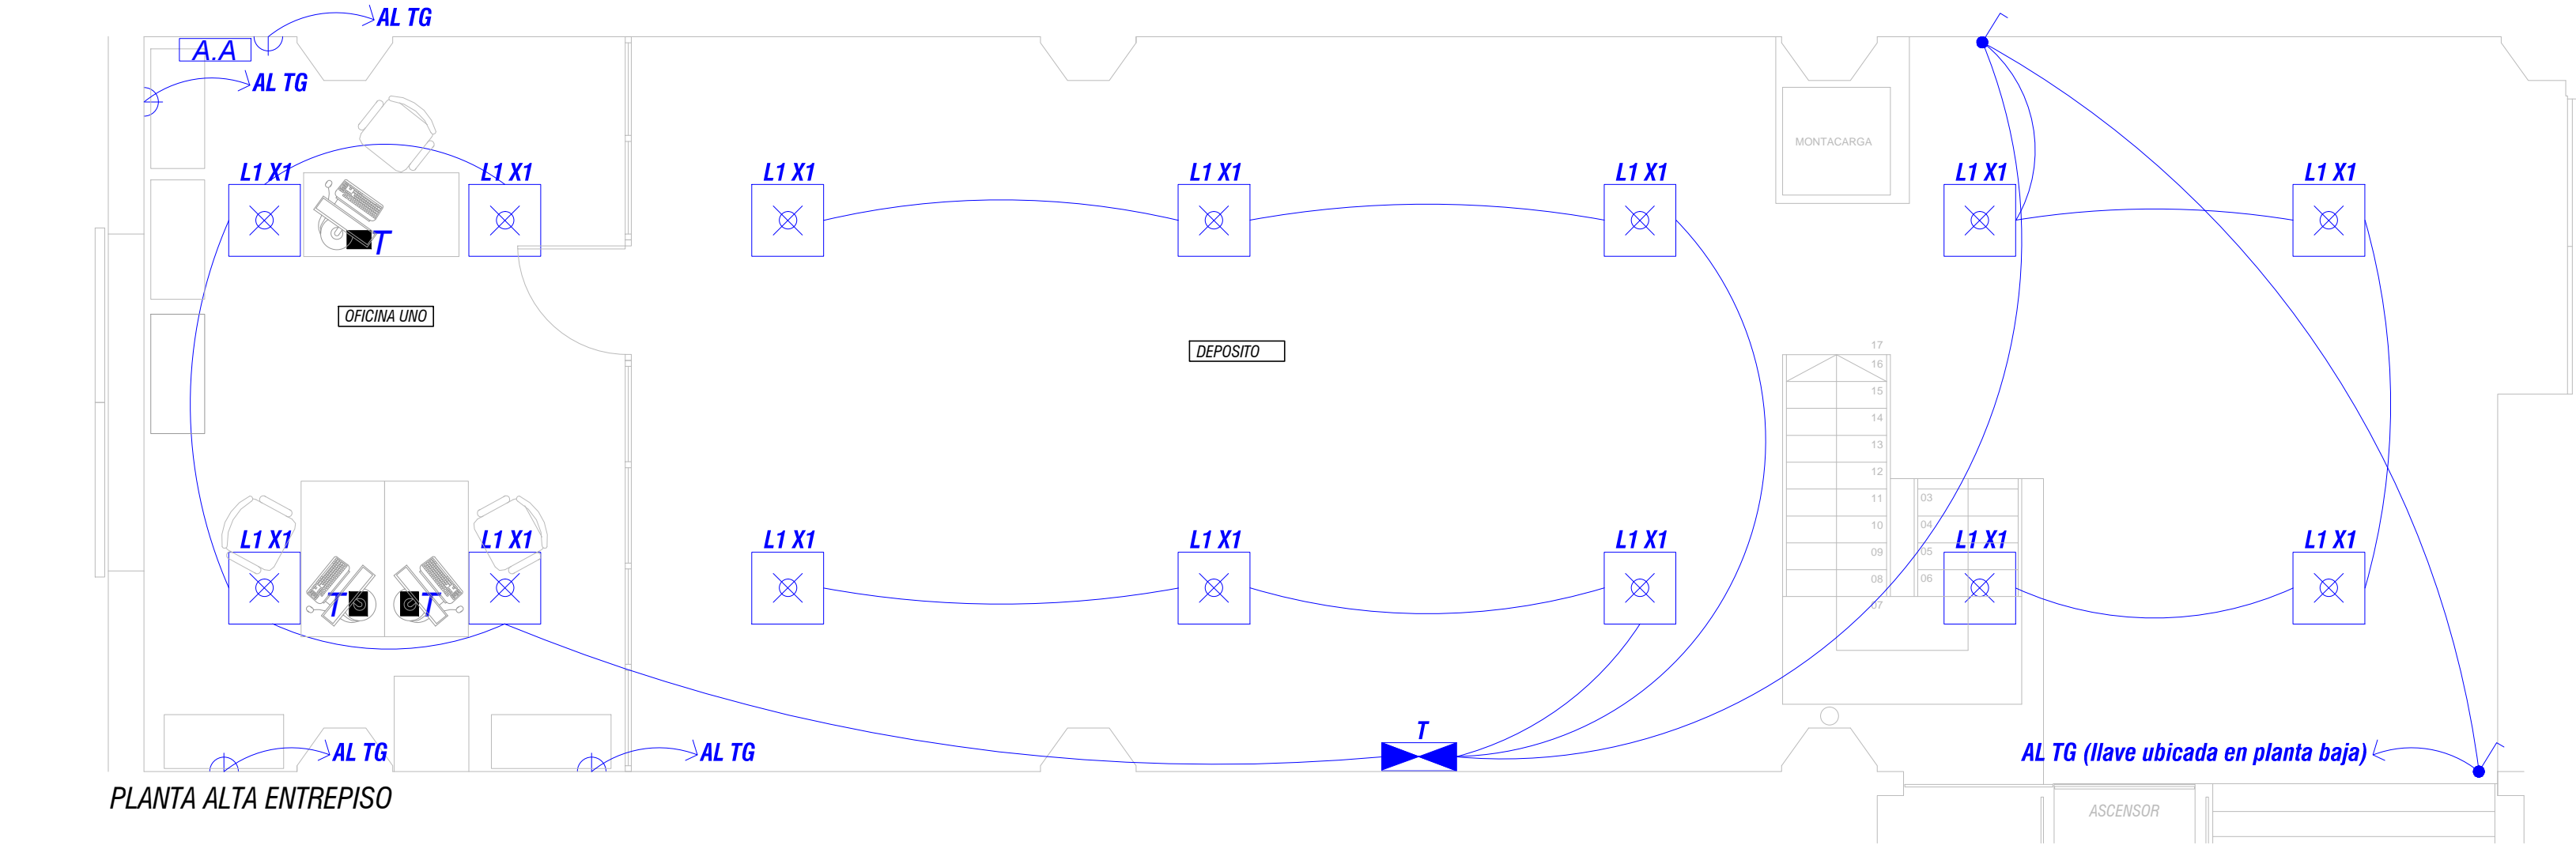 AL TG
A.A
AL TG
MONTACARGA
L1 X1
L1 X1
L1 X1
L1 X1
L1 X1
L1 X1
L1 X1
T
OFICINA UNO
DEPOSITO
17
16
15
14
13
12
11
10
09
08
07
03
04
05
06
L1 X1
L1 X1
L1 X1
L1 X1
L1 X1
L1 X1
L1 X1
T
T
T
AL TG
AL TG
AL TG (llave ubicada en planta baja)
PLANTA ALTA ENTREPISO
ASCENSOR